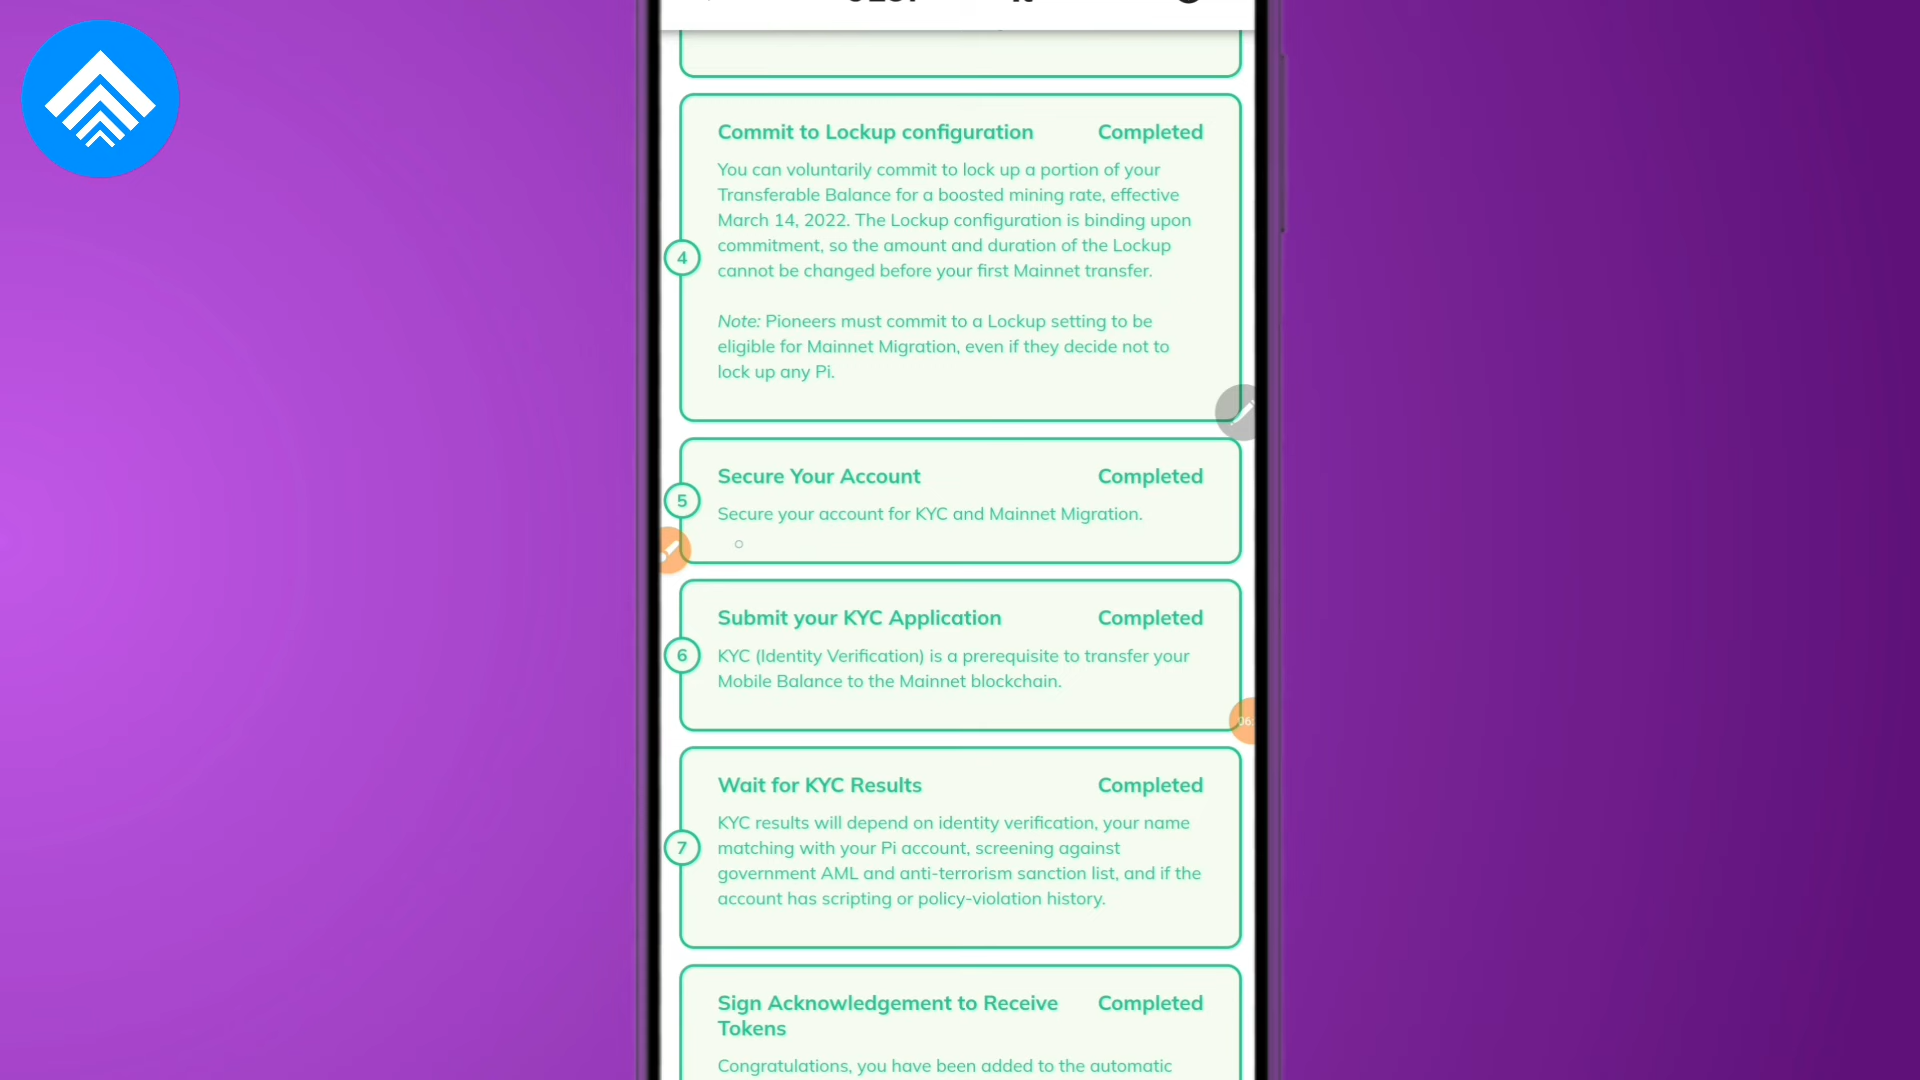 Commit to Lockup configuration Completed
You can voluntarily commit to lock up a portion of your
Transferable Balance for a boosted mining rate, effective
March 14, 2022. The Lockup configuration is binding upon
commitment, so the amount and duration of the Lockup
cannot be changed before your first Mainnet transfer.
4
Note: Pioneers must commit to a Lockup setting to be
eligible for Mainnet Migration, even if they decide not to
lock up any Pi.
Secure Your Account Completed
5
Secure your account for KYC and Mainnet Migration.
Submit your KYC Application Completed
6
KYC (Identity Verification) is a prerequisite to transfer your
Mobile Balance to the Mainnet blockchain.
06:
Wait for KYC Results Completed
KYC results will depend on identity verification, your name
7
matching with your Pi account, screening against
government AML and anti-terrorism sanction list, and if the
account has scripting or policy-violation history.
Sign Acknowledgement to Receive Completed
Tokens
Congratulations, you have been added to the automatic